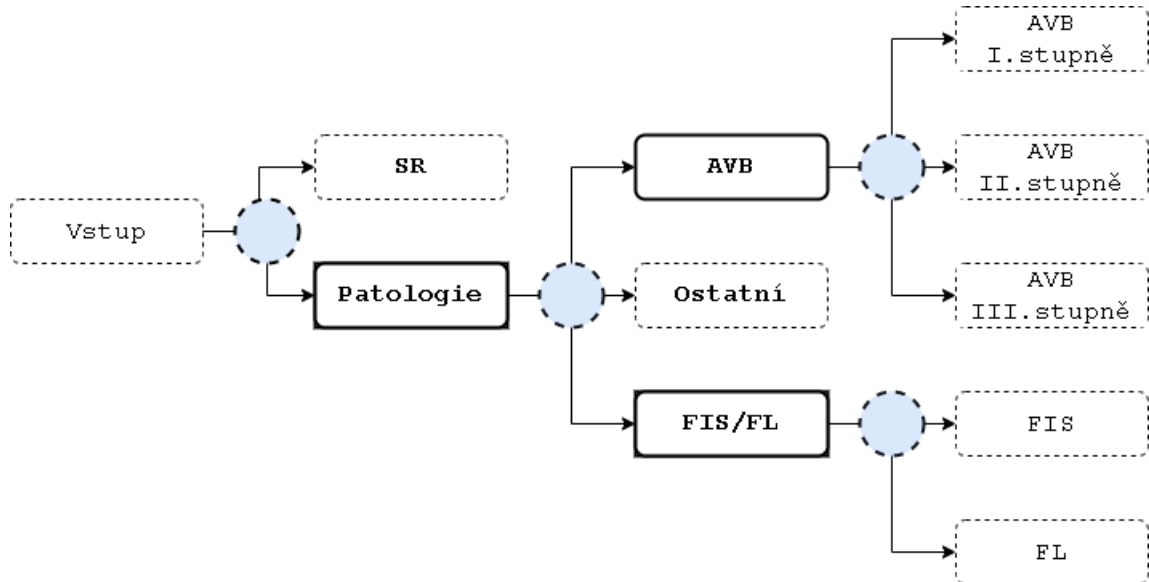 AVB
I.stupně
SR
AVB
AVB
II.stupně
Vstup
Patologie
Ostatní
AVB
III.stupně
FIS/FL
FIS
FL